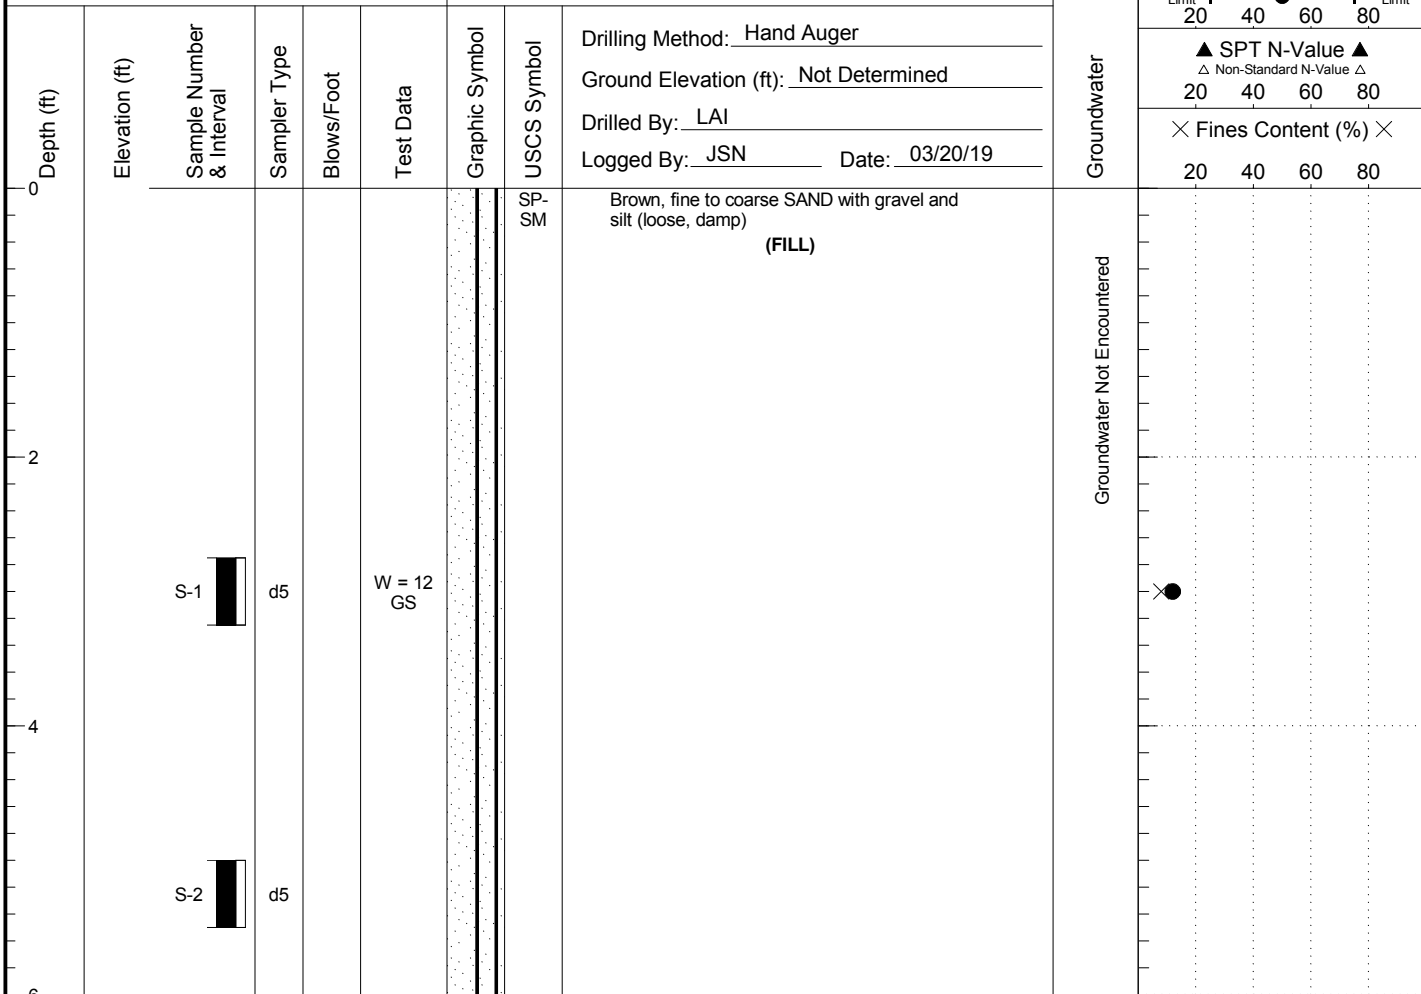 Limit Limit
20 40 60 80
Drilling Method: Hand Auger
Ground Elevation (ft): Not Determined
Drilled By: LAI
Logged By: JSN Date: 03/20/19
▲ SPT N-Value ▲
△ Non-Standard N-Value △
20 40 60 80
× Fines Content (%) ×
20 40 60 80
Depth (ft)
Elevation (ft)
Sample Number
& Interval
Sampler Type
Blows/Foot
Test Data
Graphic Symbol
USCS Symbol
Groundwater
0
SP-
SM
Brown, fine to coarse SAND with gravel and
silt (loose, damp)
(FILL)
Groundwater Not Encountered
2
S-1 d5 W = 12
GS
4
S-2 d5
6